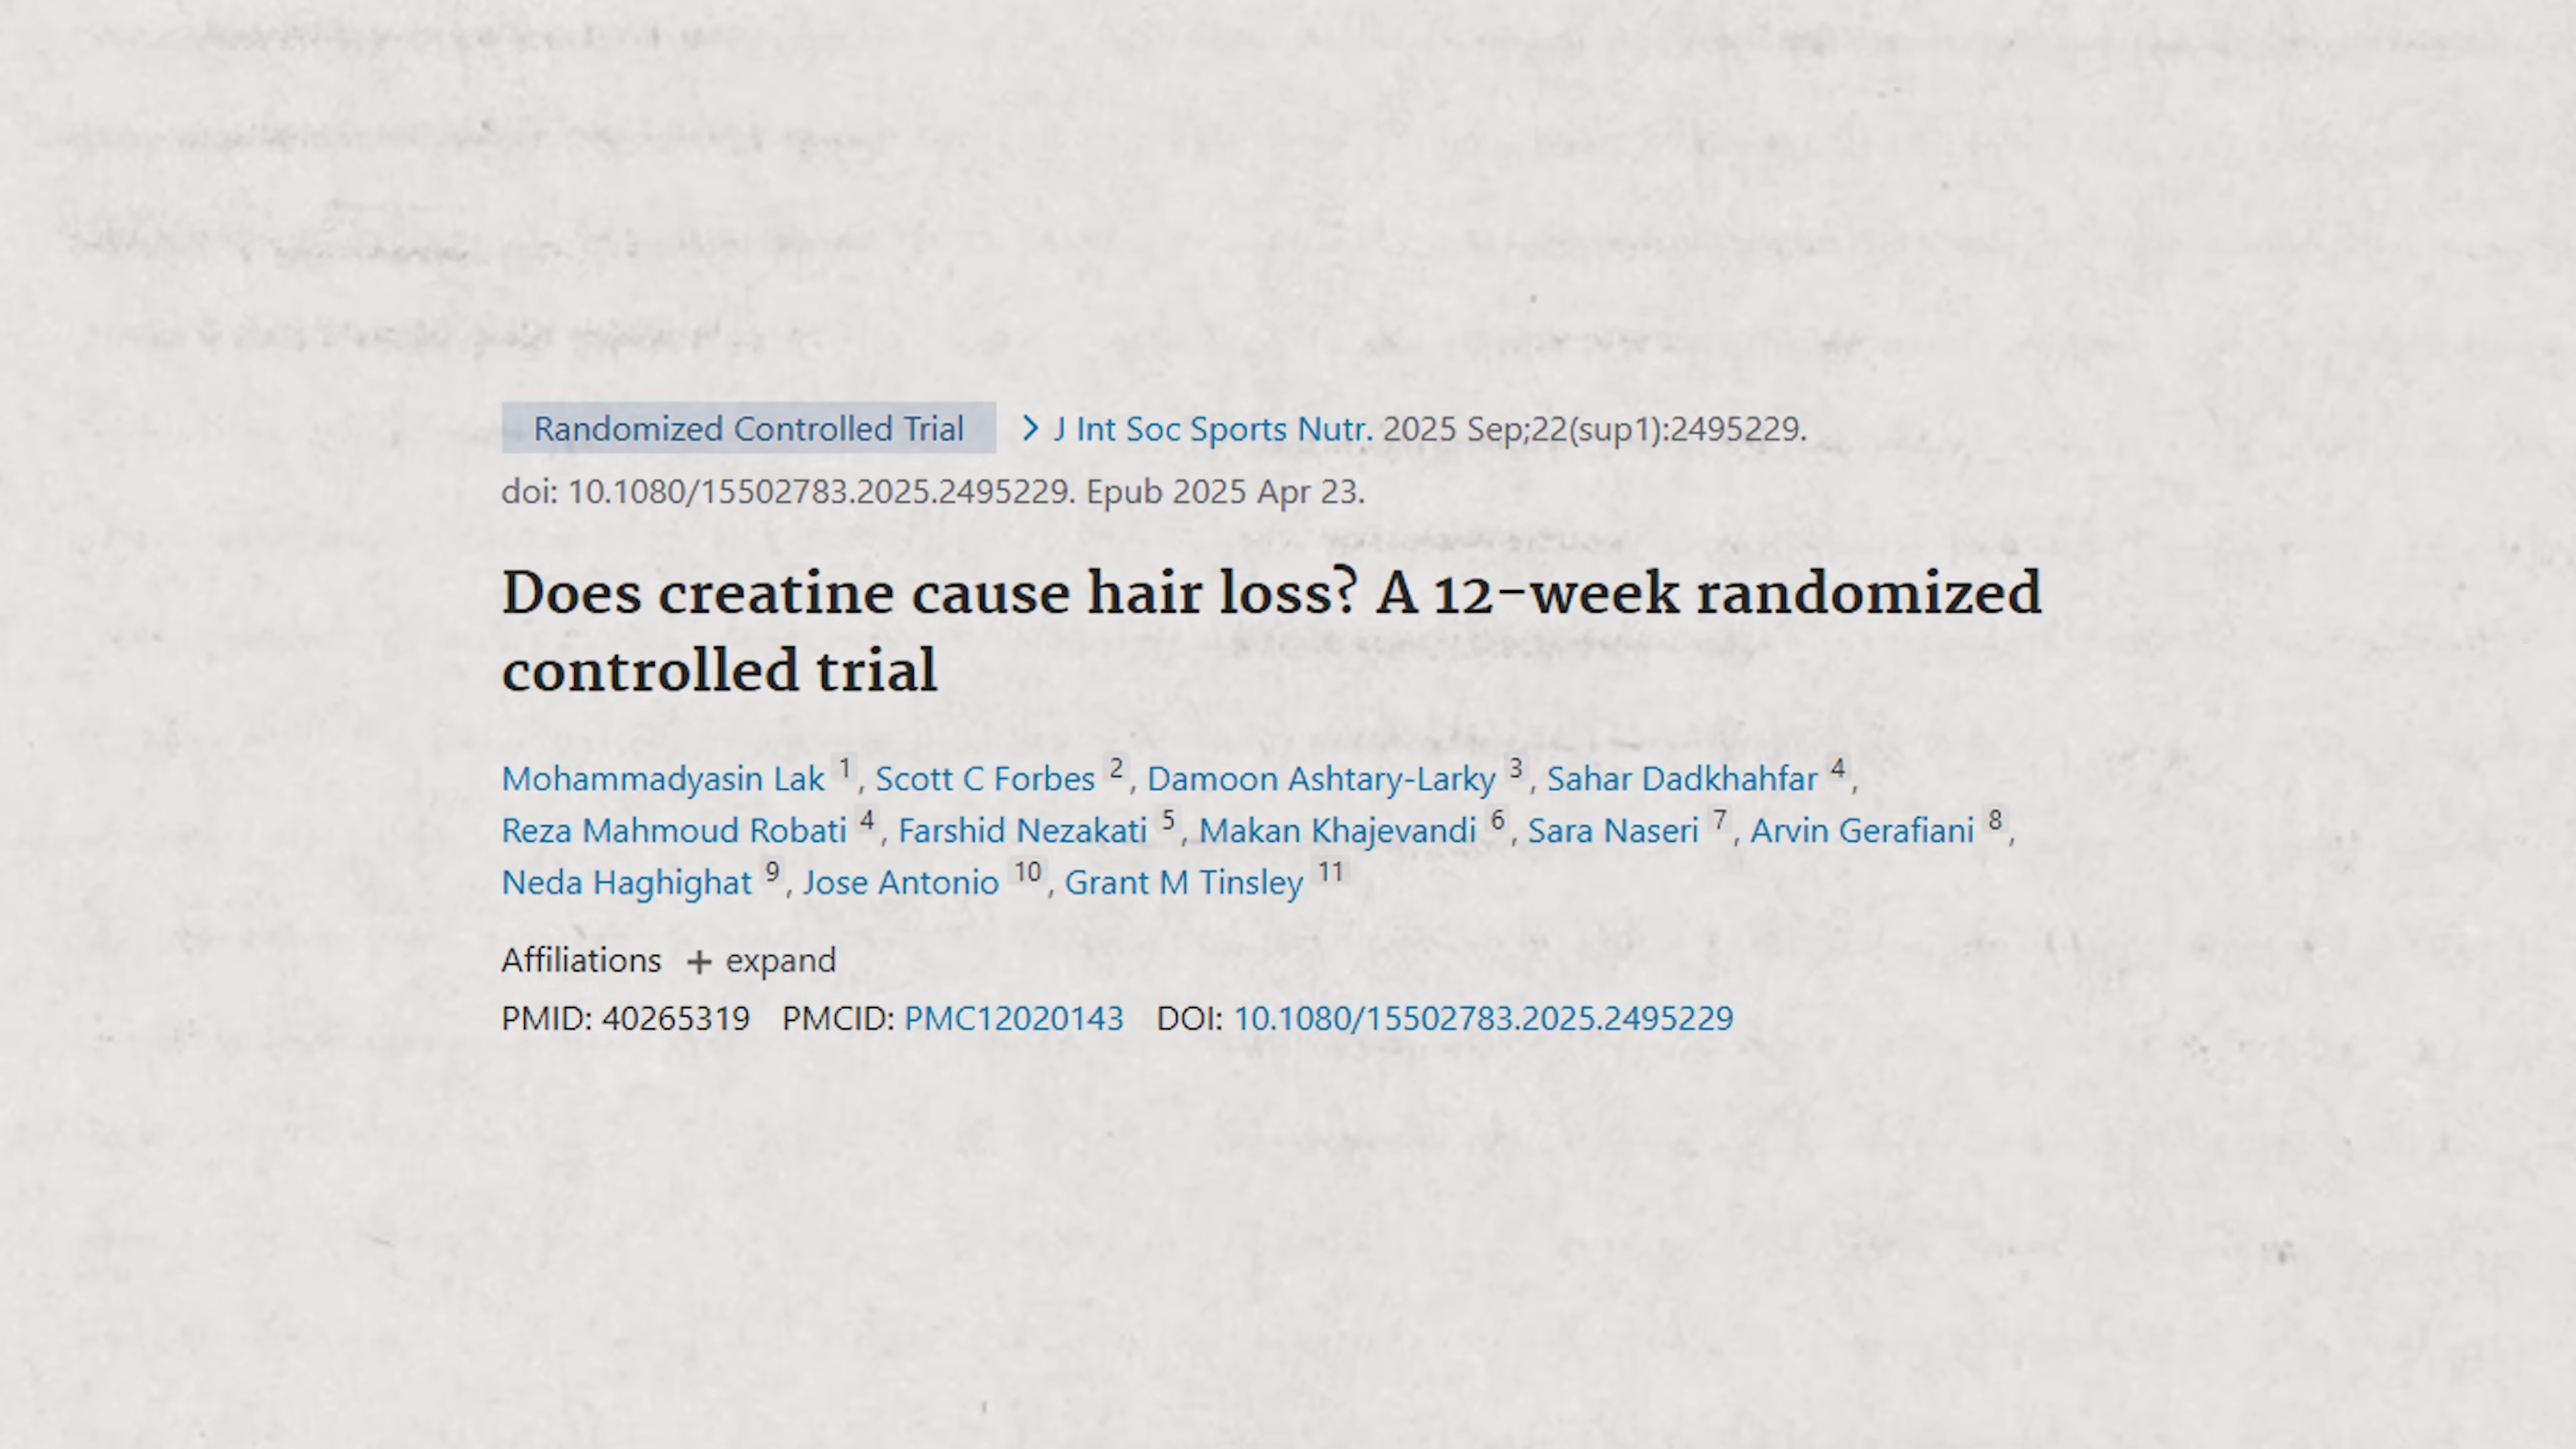 Randomized Controlled Trial > J Int Soc Sports Nutr. 2025 Sep;22(sup1):2495229.
doi: 10.1080/15502783.2025.2495229. Epub 2025 Apr 23.
Does creatine cause hair loss? A 12-week randomized
controlled trial
Mohammadyasin Lak 1, Scott C Forbes 2, Damoon Ashtary-Larky 3, Sahar Dadkhahfar 4,
Reza Mahmoud Robati 4, Farshid Nezakati 5, Makan Khajevandi 6, Sara Naseri 7, Arvin Gerafiani 8,
Neda Haghighat 9, Jose Antonio 10, Grant M Tinsley 11
Affiliations + expand
PMID: 40265319 PMCID: PMC12020143 DOI: 10.1080/15502783.2025.2495229